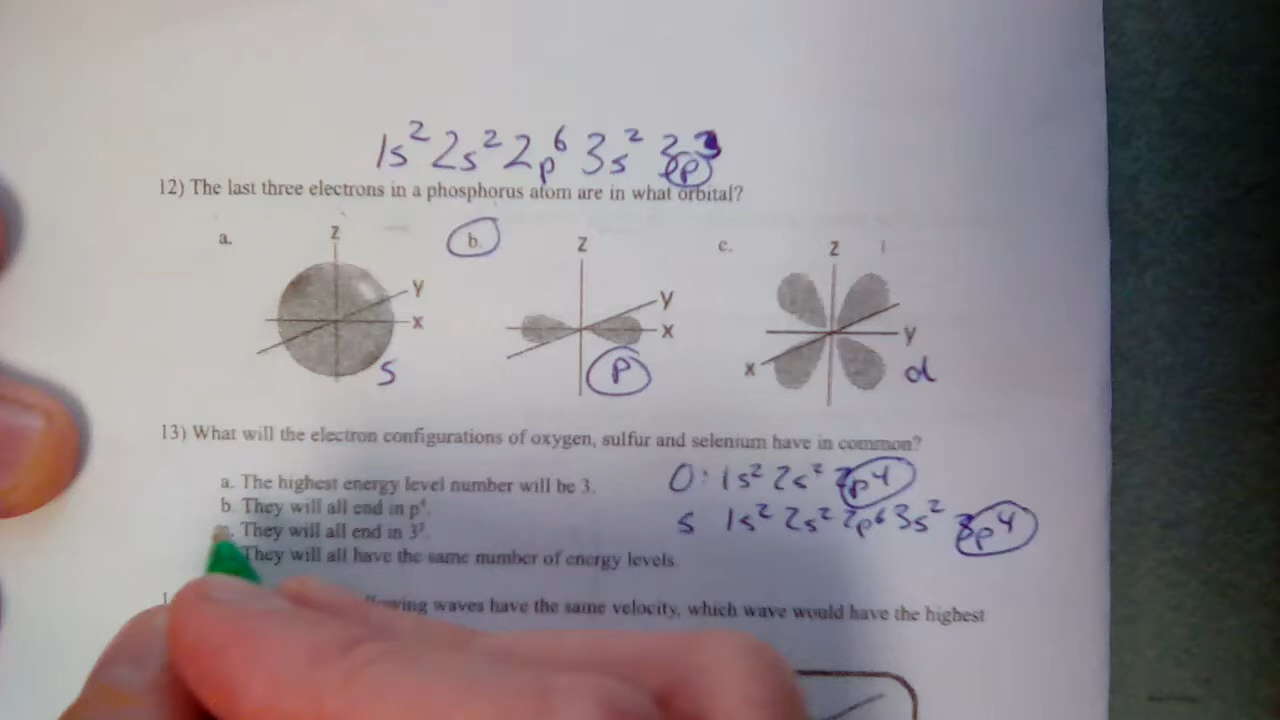 1s² 2s² 2p⁶ 3s² 3p³
12) The last three electrons in a phosphorus atom are in what orbital?
a.
Z
Y
X
S
b.
Z
Y
X
P
c.
Z
Y
X
d
13) What will the electron configurations of oxygen, sulfur and selenium have in common?
a. The highest energy level number will be 3.
O: 1s² 2s² 2p⁴
b. They will all end in p⁴.
S 1s² 2s² 2p⁶ 3s² 3p⁴
They will all end in
They will all have the same number of energy levels.
waves have the same velocity, which wave would have the highest